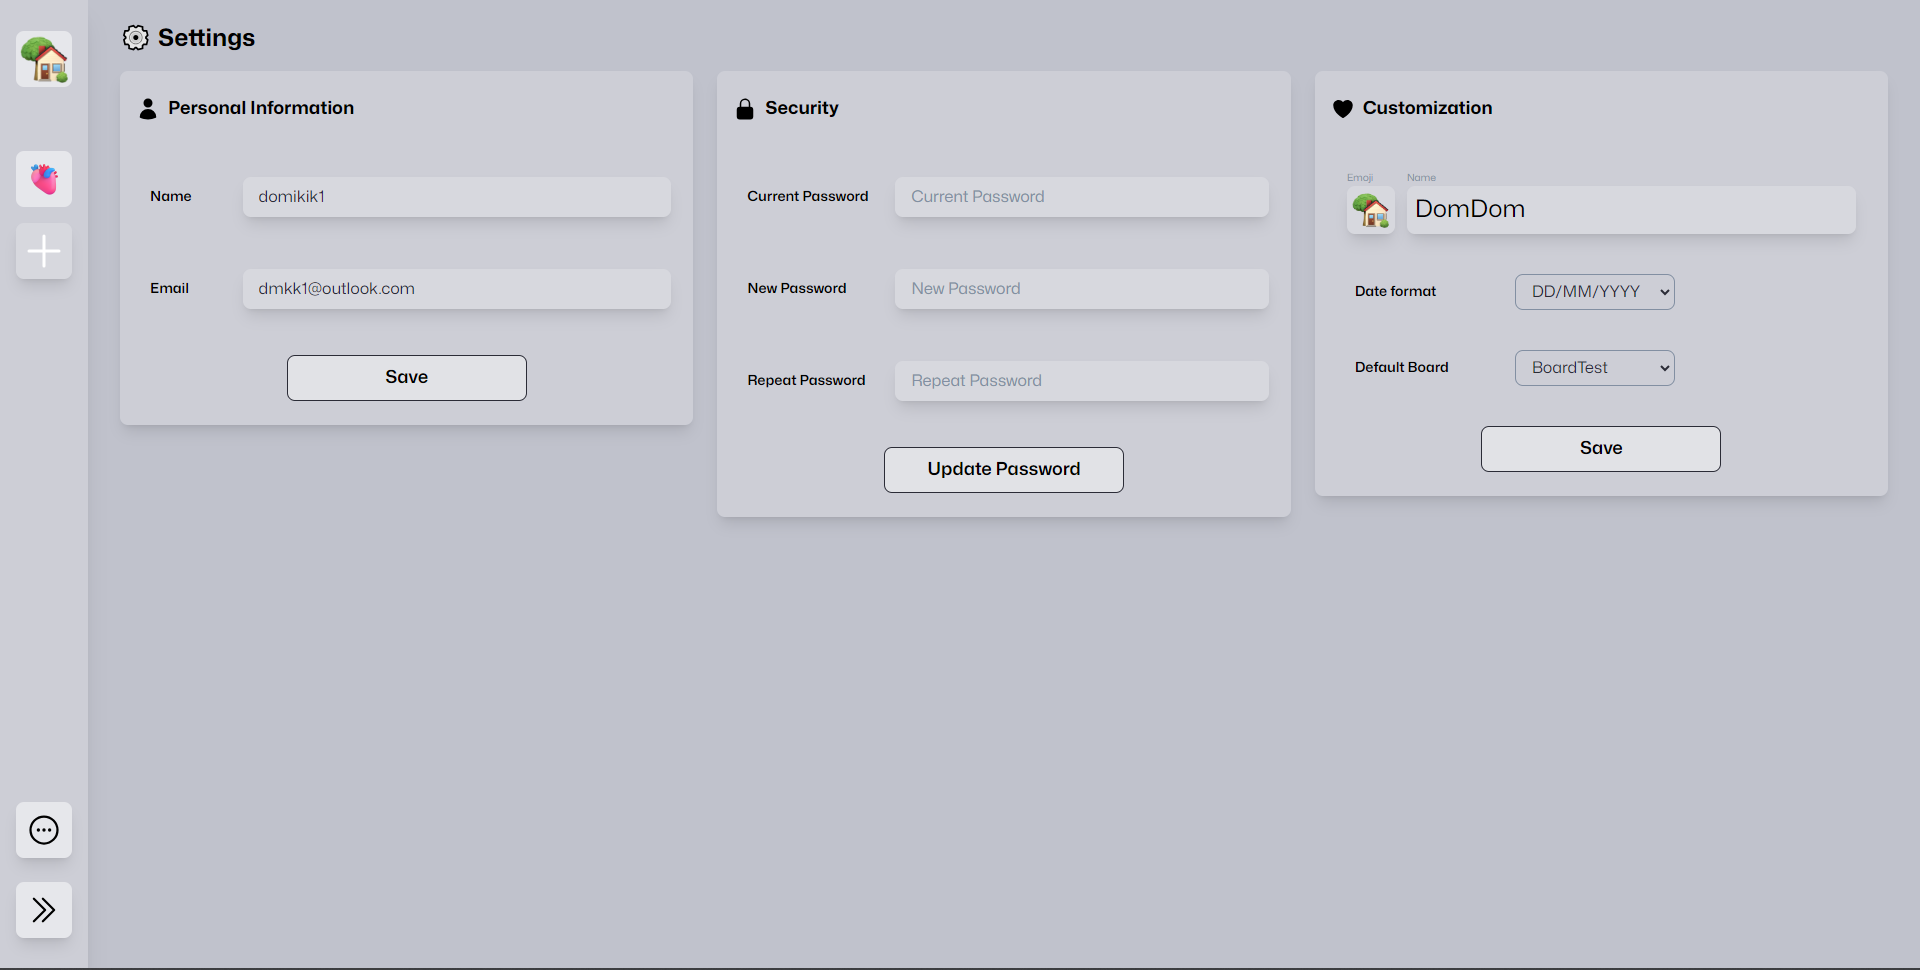 Settings
Personal Information
Name
domikik1
Email
dmkk1@outlook.com
Save
Security
Current Password
Current Password
New Password
New Password
Repeat Password
Repeat Password
Update Password
Customization
Emoji
Name
DomDom
Date format
DD/MM/YYYY
Default Board
BoardTest
Save